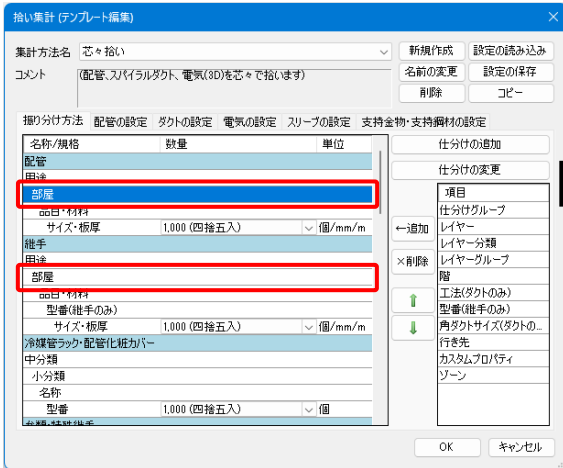 拾い集計 (テンプレート編集)
集計方法名 芯々拾い 新規作成 設定の読み込み
コメント (配管、スパイラルダクト、電気(3D)を芯々で拾います) 名前の変更 設定の保存
削除 コピー
振り分け方法 配管の設定 ダクトの設定 電気の設定 スリーブの設定 支持金物・支持鋼材の設定
名称/規格 数量 単位 仕分けの追加
配管 仕分けの変更
用途
部屋 項目
品目・材料 仕分けグループ
サイズ・板厚 1,000 (四捨五入) 個/mm/m ←追加 レイヤー
継手 レイヤー分類
用途 ×削除 レイヤーグループ
部屋 階
品目・材料 工法(ダクトのみ)
型番(継手のみ) 型番(継手のみ)
サイズ・板厚 1,000 (四捨五入) 個/mm/m 角ダクトサイズ(ダクトの...
冷媒管ラック・配管化粧カバー 行き先
中分類 カスタムプロパティ
小分類 ゾーン
名称
型番 1,000 (四捨五入) 個
OK キャンセル